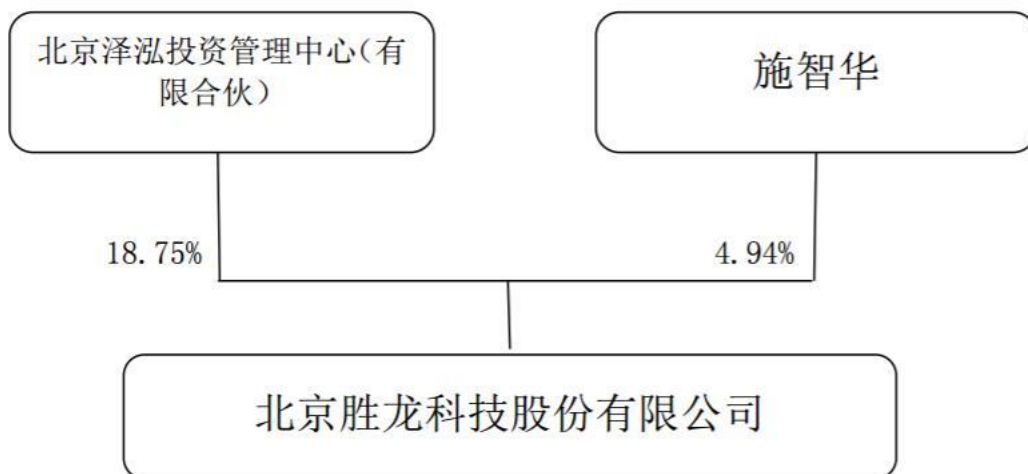 北京泽泓投资管理中心(有
限合伙)
施智华
18.75%
4.94%
北京胜龙科技股份有限公司